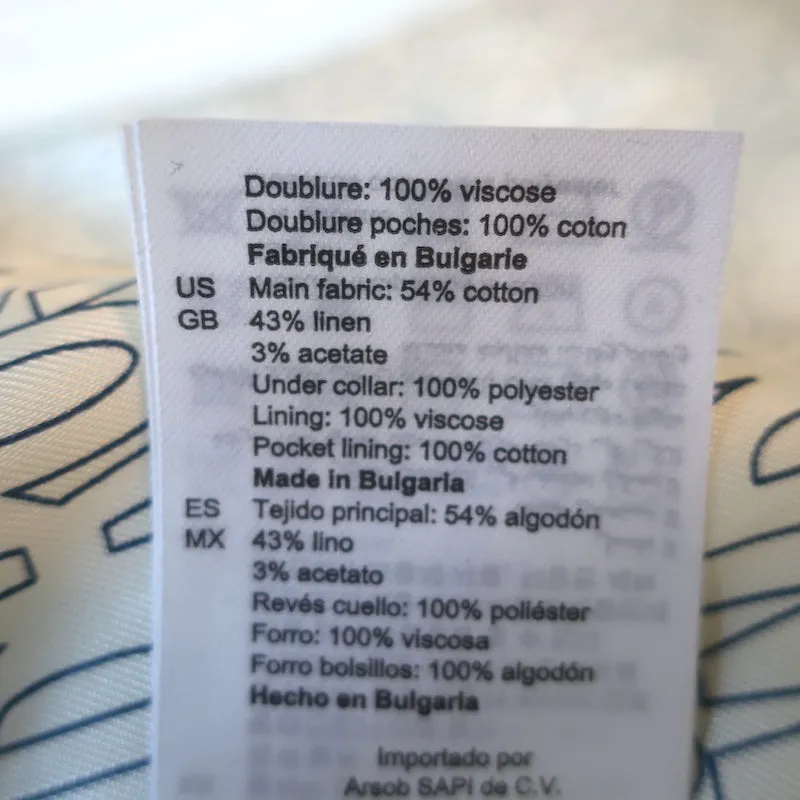 Doublure: 100% viscose
Doublure poches: 100% coton
Fabriqué en Bulgarie
US Main fabric: 54% cotton
GB 43% linen
3% acetate
Under collar: 100% polyester
Lining: 100% viscose
Pocket lining: 100% cotton
Made in Bulgaria
ES Tejido principal: 54% algodón
MX 43% lino
3% acetato
Revés cuello: 100% poliéster
Forro: 100% viscosa
Forro bolsillos: 100% algodón
Hecho en Bulgaria
Importado por
Arsob SAPI de C.V.